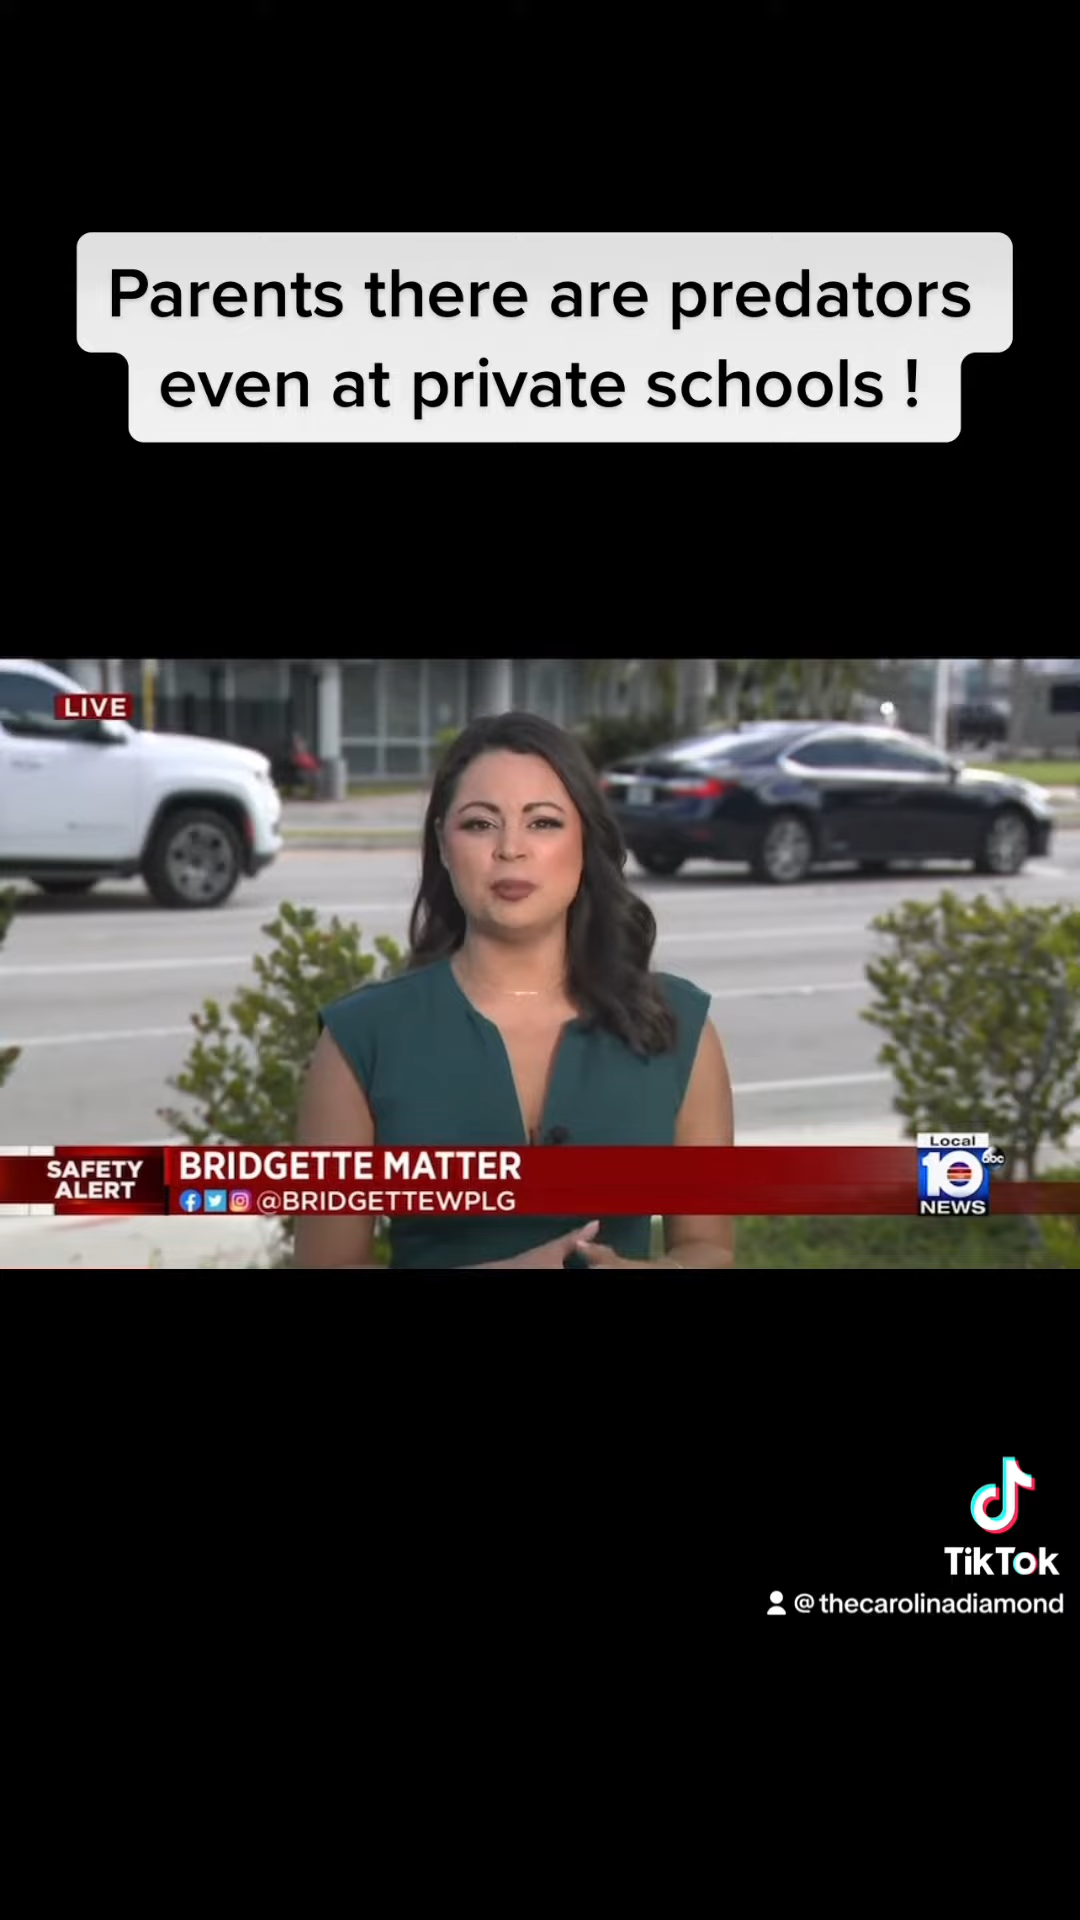 Parents there are predators
even at private schools !
LIVE
SAFETY
ALERT
BRIDGETTE MATTER
@BRIDGETTEWPLG
Local
10
abc
NEWS
TikTok
@thecarolinadiamond